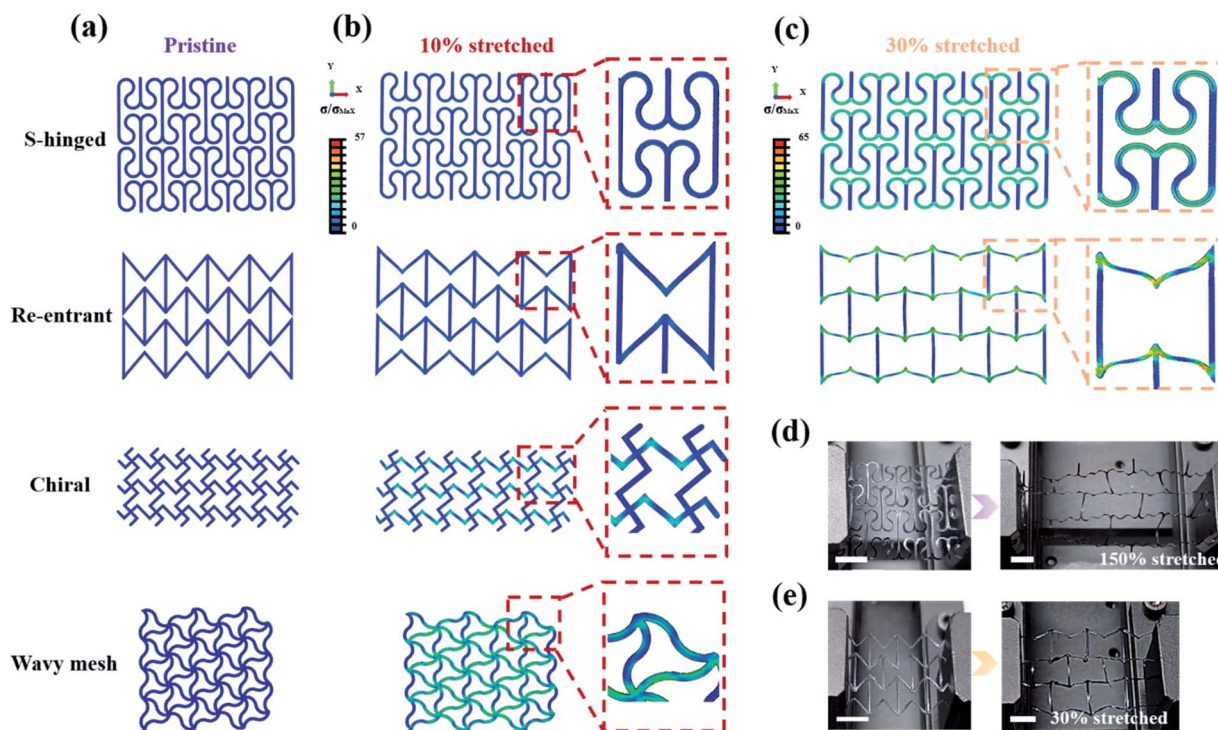 (a)
Pristine
(b)
10% stretched
(c)
30% stretched
Y
X
σ/σMaX
57
0
Y
X
σ/σMaX
65
0
S-hinged
Re-entrant
Chiral
Wavy mesh
(d)
150% stretched
(e)
30% stretched